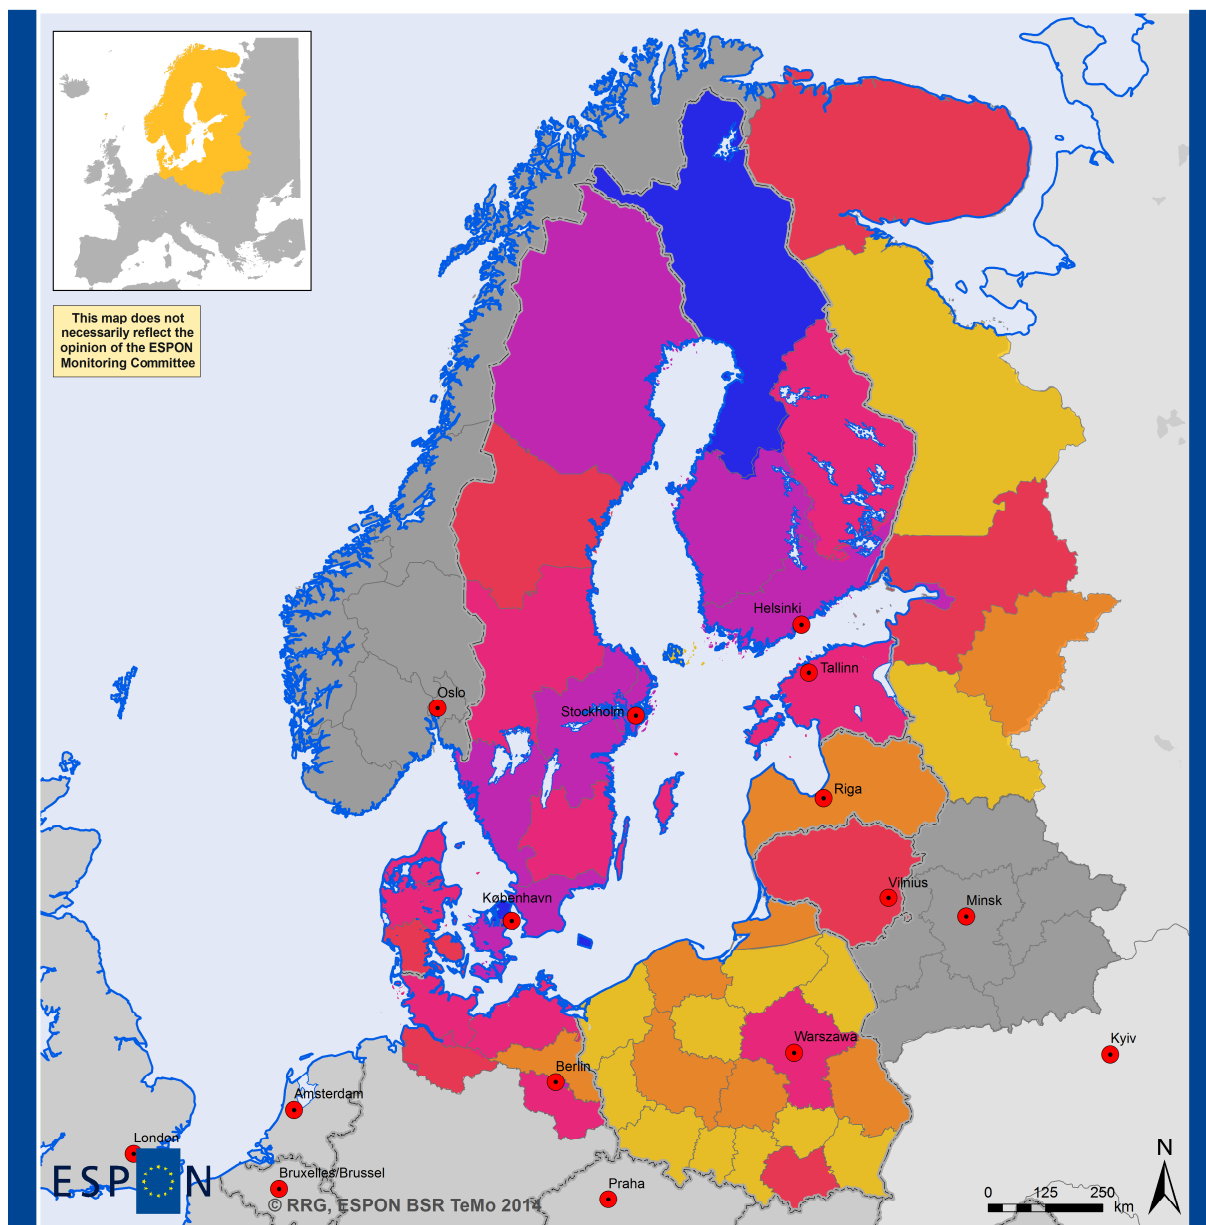 This map does not
necessarily reflect the
opinion of the ESPON
Monitoring Committee
Helsinki
Tallinn
Oslo
Stockholm
Riga
Vilnius
København
Minsk
Warszawa
Kyiv
Berlin
Amsterdam
London
Bruxelles/Brussel
Praha
ESPON
© RRG, ESPON BSR TeMo 2014
N
0 125 250
km